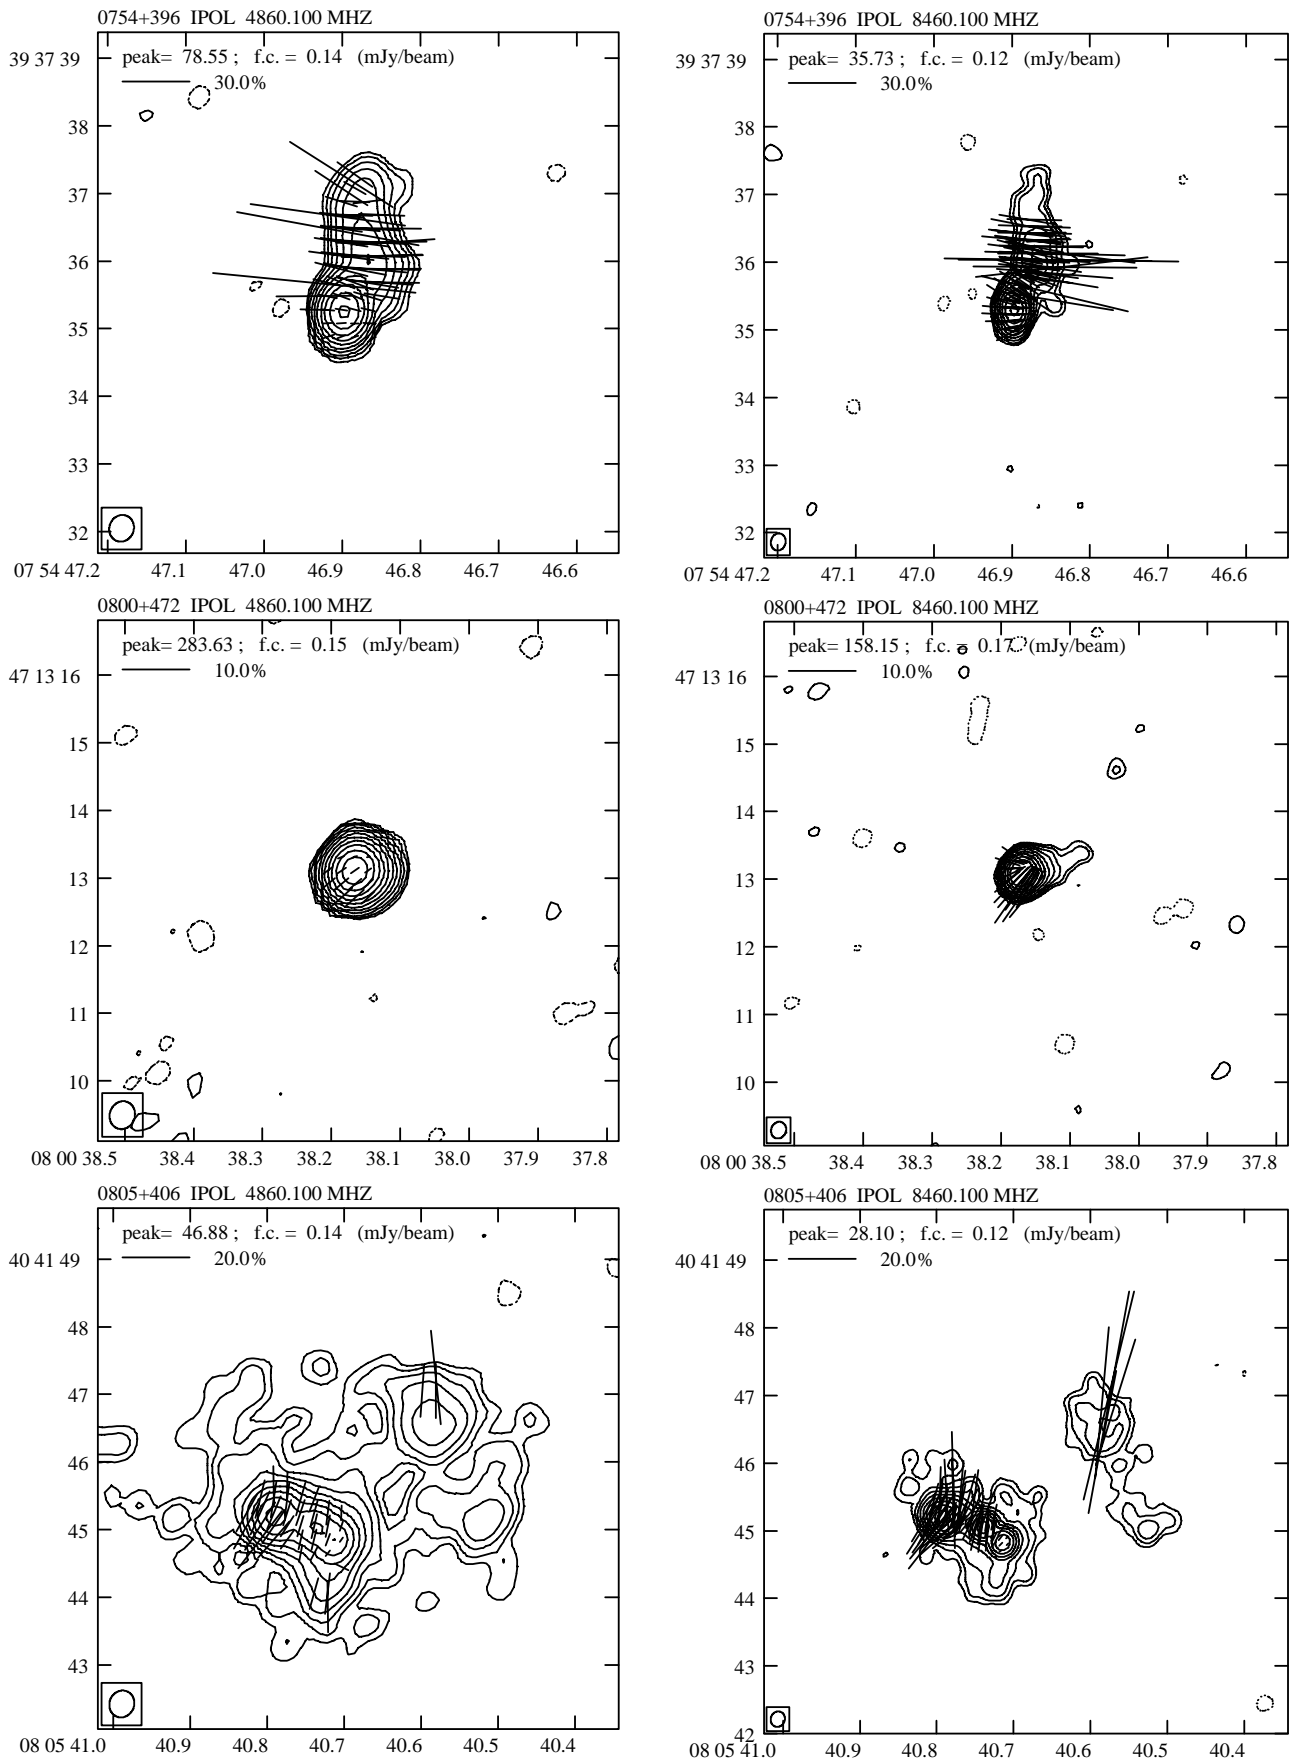 0754+396 IPOL 4860.100 MHZ
peak= 78.55 ; f.c. = 0.14 (mJy/beam)
30.0%
39 37 39
38
37
36
35
34
33
32
07 54 47.2 47.1 47.0 46.9 46.8 46.7 46.6
0754+396 IPOL 8460.100 MHZ
peak= 35.73 ; f.c. = 0.12 (mJy/beam)
30.0%
39 37 39
38
37
36
35
34
33
32
07 54 47.2 47.1 47.0 46.9 46.8 46.7 46.6
0800+472 IPOL 4860.100 MHZ
peak= 283.63 ; f.c. = 0.15 (mJy/beam)
10.0%
47 13 16
15
14
13
12
11
10
08 00 38.5 38.4 38.3 38.2 38.1 38.0 37.9 37.8
0800+472 IPOL 8460.100 MHZ
peak= 158.15 ; f.c. = 0.17 (mJy/beam)
10.0%
47 13 16
15
14
13
12
11
10
08 00 38.5 38.4 38.3 38.2 38.1 38.0 37.9 37.8
0805+406 IPOL 4860.100 MHZ
peak= 46.88 ; f.c. = 0.14 (mJy/beam)
20.0%
40 41 49
48
47
46
45
44
43
08 05 41.0 40.9 40.8 40.7 40.6 40.5 40.4
0805+406 IPOL 8460.100 MHZ
peak= 28.10 ; f.c. = 0.12 (mJy/beam)
20.0%
40 41 49
48
47
46
45
44
43
42
08 05 41.0 40.9 40.8 40.7 40.6 40.5 40.4